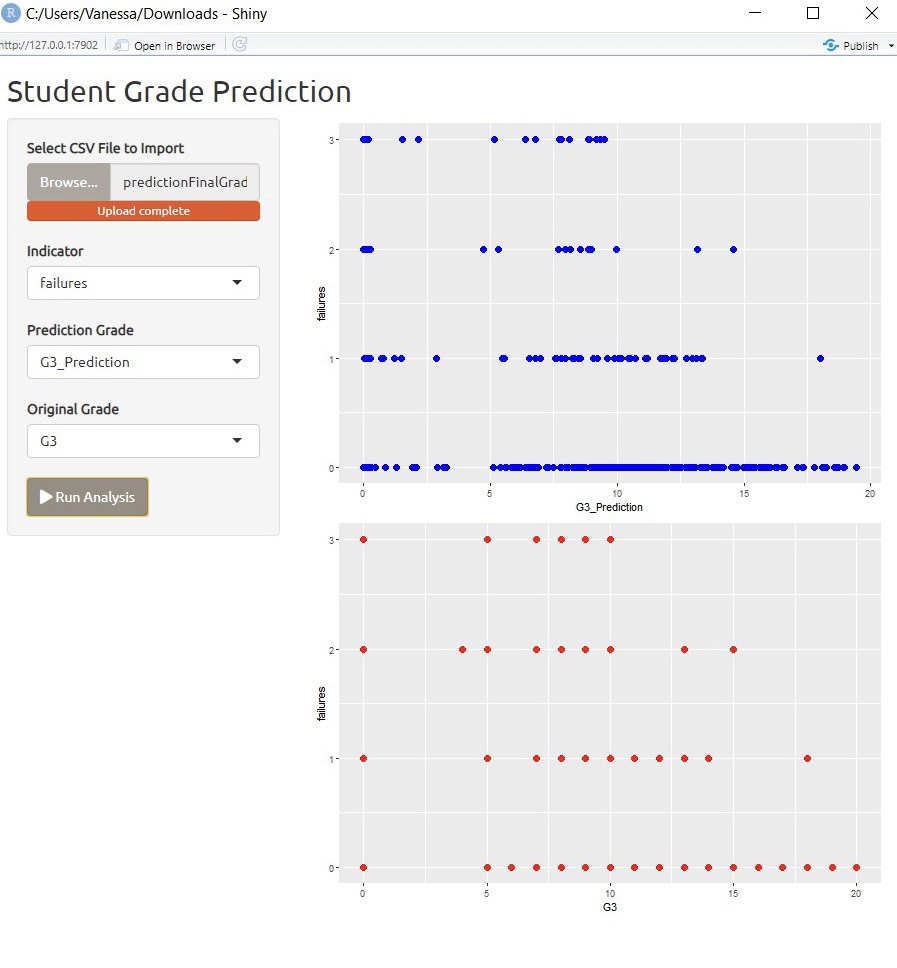 R C:/Users/Vanessa/Downloads - Shiny
http://127.0.0.1:7902 Open in Browser Publish
Student Grade Prediction
Select CSV File to Import
Browse... predictionFinalGrad
Upload complete
Indicator
failures
Prediction Grade
G3_Prediction
Original Grade
G3
Run Analysis
3
2
failures
1
0
0 5 10 15 20
G3_Prediction
3
2
failures
1
0
0 5 10 15 20
G3